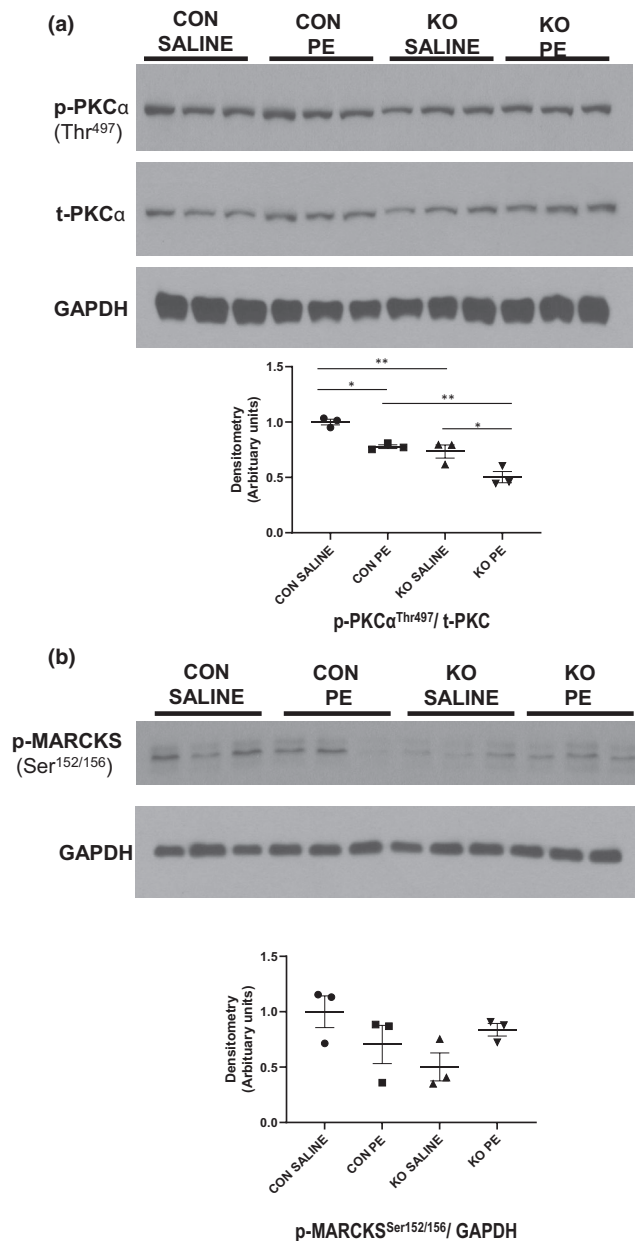 (a)
CON
SALINE
CON
PE
KO
SALINE
KO
PE
p-PKCα
(Thr497)
t-PKCα
GAPDH
Densitometry
(Arbituary units)
1.5
1.0
0.5
0.0
**
*
**
*
CON SALINE
CON PE
KO SALINE
KO PE
p-PKCαThr497/ t-PKC
(b)
CON
SALINE
CON
PE
KO
SALINE
KO
PE
p-MARCKS
(Ser152/156)
GAPDH
Densitometry
(Arbituary units)
1.5
1.0
0.5
0.0
CON SALINE
CON PE
KO SALINE
KO PE
p-MARCKSSer152/156/ GAPDH